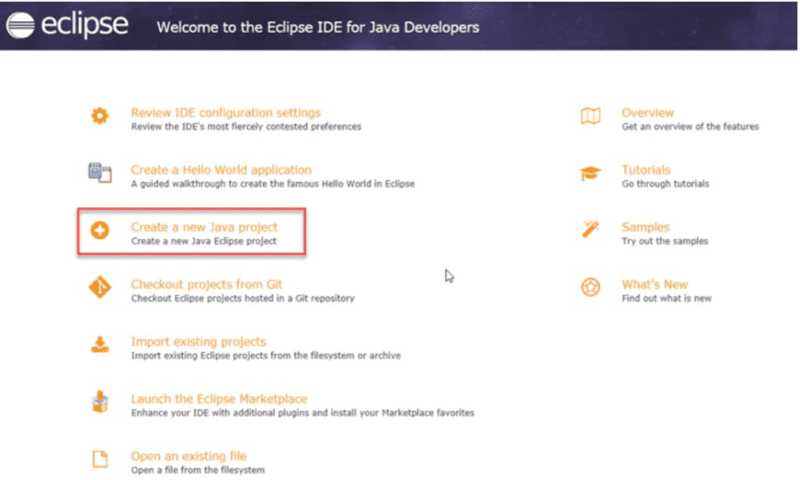 eclipse Welcome to the Eclipse IDE for Java Developers
Review IDE configuration settings
Review the IDE's most fiercely contested preferences
Create a Hello World application
A guided walkthrough to create the famous Hello World in Eclipse
Create a new Java project
Create a new Java Eclipse project
Checkout projects from Git
Checkout Eclipse projects hosted in a Git repository
Import existing projects
Import existing Eclipse projects from the filesystem or archive
Launch the Eclipse Marketplace
Enhance your IDE with additional plugins and install your Marketplace favorites
Open an existing file
Open a file from the filesystem
Overview
Get an overview of the features
Tutorials
Go through tutorials
Samples
Try out the samples
What's New
Find out what is new